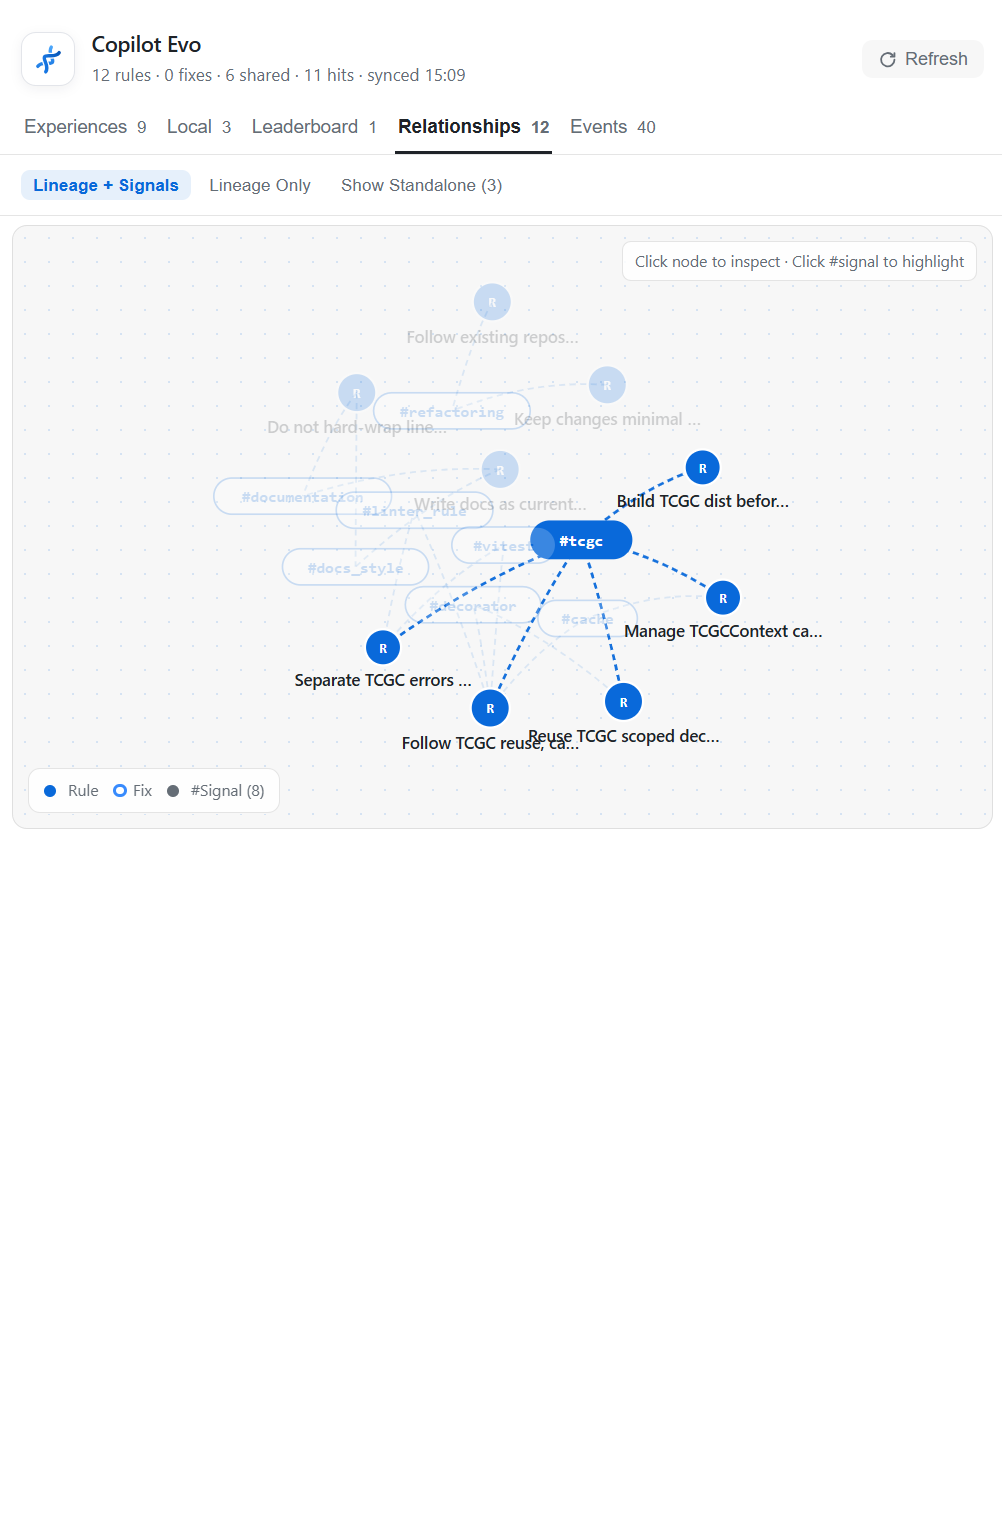 Copilot Evo
12 rules · 0 fixes · 6 shared · 11 hits · synced 15:09
Refresh
Experiences 9 Local 3 Leaderboard 1 Relationships 12 Events 40
Lineage + Signals Lineage Only Show Standalone (3)
Click node to inspect · Click #signal to highlight
R
Follow existing repos...
R
Do not hard-wrap line...
#refactoring
R
Keep changes minimal ...
R
Write docs as current...
R
Build TCGC dist befor...
#documentation
#linter_rule
#vitest
#tcgc
#docs_style
#decorator
#cache
R
Manage TCGCContext ca...
R
Separate TCGC errors ...
R
Follow TCGC reuse, ca...
R
Reuse TCGC scoped dec...
Rule Fix #Signal (8)